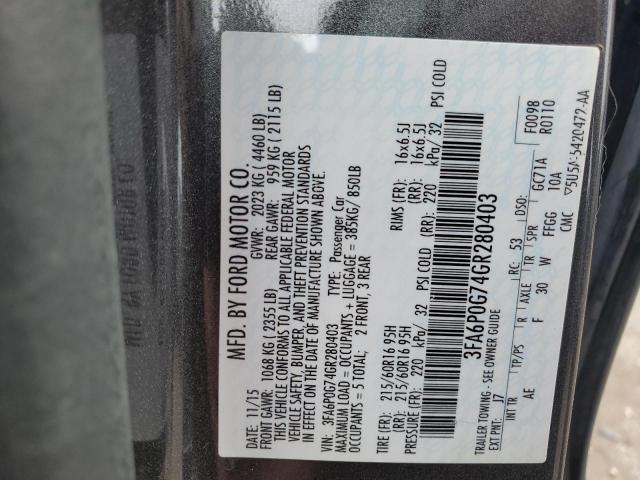 MFD. BY FORD MOTOR CO.
DATE: 11/15 GVWR: 2023 KG ( 4460 LB)
FRONT GAWR: 1068 KG ( 2355 LB) REAR GAWR: 959 KG ( 2115 LB)
THIS VEHICLE CONFORMS TO ALL APPLICABLE FEDERAL MOTOR
VEHICLE SAFETY, BUMPER, AND THEFT PREVENTION STANDARDS
IN EFFECT ON THE DATE OF MANUFACTURE SHOWN ABOVE.
VIN: 3FA6P0G74GR280403 TYPE: Passenger Car
MAXIMUM LOAD = OCCUPANTS + LUGGAGE = 385KG/ 850LB
OCCUPANTS = 5 TOTAL; 2 FRONT, 3 REAR
TIRE (FR): 215/60R16 95H RIMS (FR): 16x6.5J
TIRE (RR): 215/60R16 95H (RR): 16x6.5J
PRESSURE (FR): 220 kPa/ 32 PSI COLD (RR): 220 kPa/ 32 PSI COLD
3FA6P0G74GR280403
TRAILER TOWING - SEE OWNER GUIDE F0098
EXT PNT: J7 RC: 53 DSO: R0110
INT TR TP/PS R AXLE TR SPR GC71A
AE F 30 W FFGG 10A
CMC ▽5U5A-5420472-AA